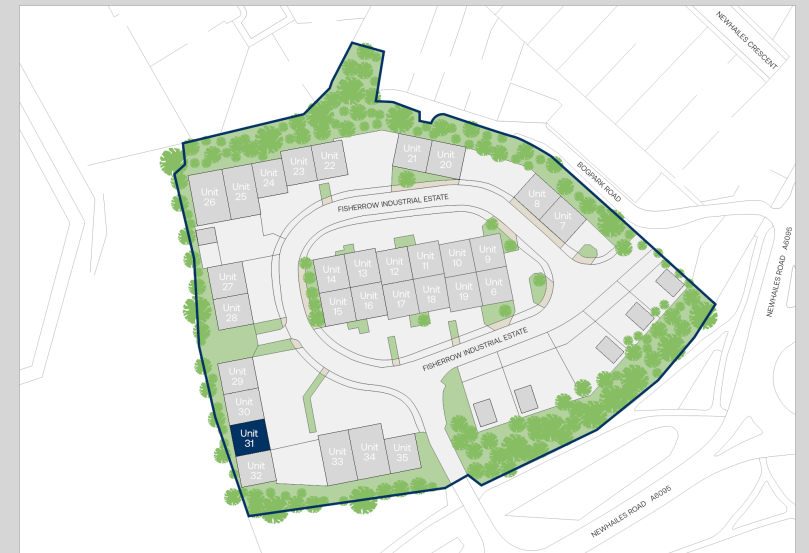 NEWHAILES CRESCENT
BOGPARK ROAD
NEWHAILES ROAD A6095
FISHERROW INDUSTRIAL ESTATE
Unit
21
Unit
20
Unit
22
Unit
23
Unit
24
Unit
25
Unit
26
Unit
8
Unit
7
Unit
9
Unit
10
Unit
11
Unit
12
Unit
13
Unit
14
Unit
6
Unit
19
Unit
18
Unit
17
Unit
16
Unit
15
Unit
27
Unit
28
FISHERROW INDUSTRIAL ESTATE
Unit
29
Unit
30
Unit
31
Unit
32
Unit
33
Unit
34
Unit
35
NEWHAILES ROAD A6095